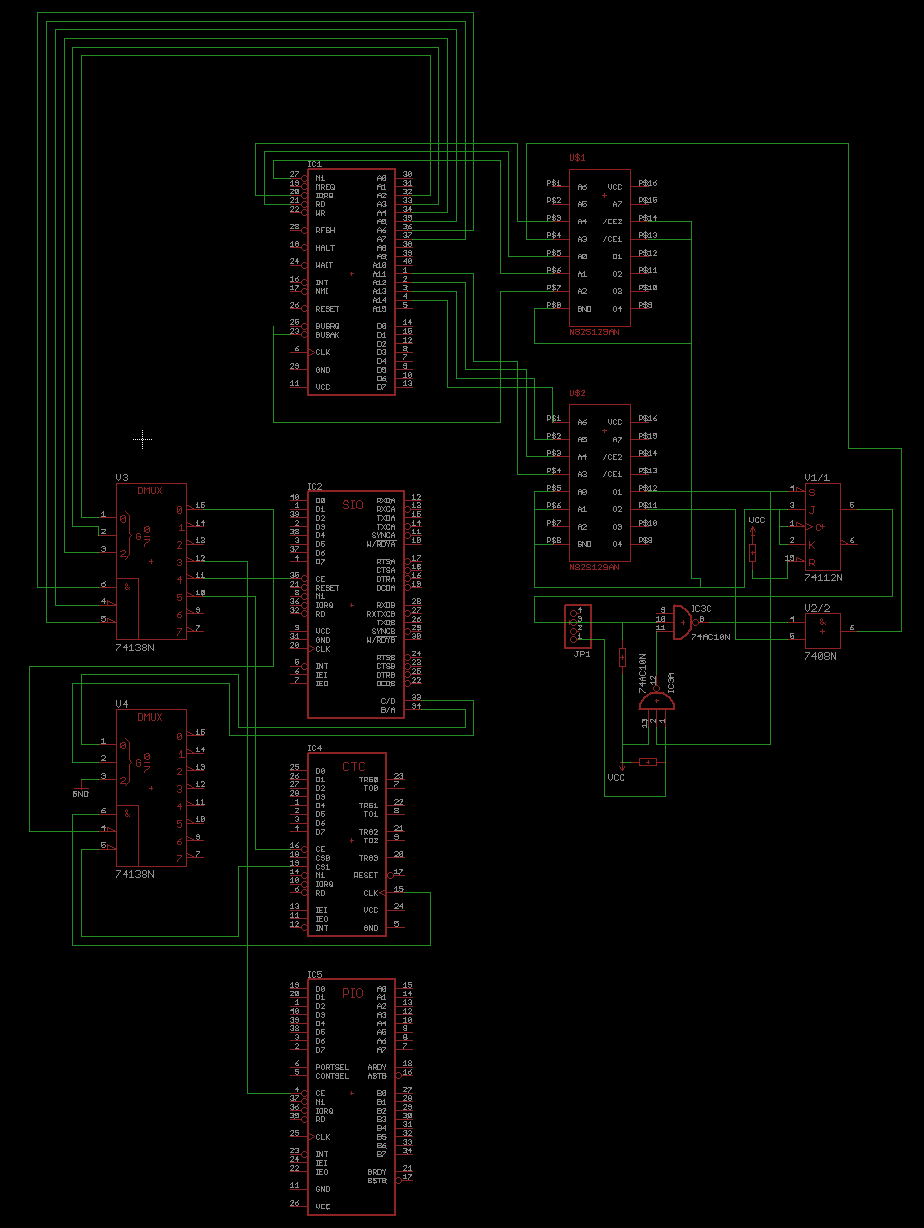 IC1
27 M1 A0 30
19 MREQ A1 31
20 IORQ A2 32
21 RD A3 33
22 WR A4 34
A5 35
28 RFSH A6 36
A7 37
18 HALT A8 38
A9 39
24 WAIT A10 40
A11 1
16 INT A12 2
17 NMI A13 3
A14 4
26 RESET A15 5
25 BUSRQ D0 14
23 BUSAK D1 15
D2 12
6 CLK D3 8
D4 7
29 GND D5 9
D6 10
11 VCC D7 13
U$1
P$1 A6 VCC P$16
P$2 A5 A7 P$15
P$3 A4 /CE2 P$14
P$4 A3 /CE1 P$13
P$5 A0 O1 P$12
P$6 A1 O2 P$11
P$7 A2 O3 P$10
P$8 GND O4 P$9
N82S129AN
U$2
P$1 A6 VCC P$16
P$2 A5 A7 P$15
P$3 A4 /CE2 P$14
P$4 A3 /CE1 P$13
P$5 A0 O1 P$12
P$6 A1 O2 P$11
P$7 A2 O3 P$10
P$8 GND O4 P$9
N82S129AN
V3
DMUX
1 0 G 0 7 0 15
2 1 14
3 2 2 13
3 12
6 & 4 11
4 5 10
5 6 9
7 7
74138N
IC2
SIO
40 D0 RXDA 12
1 D1 RXCA 13
39 D2 TXDA 15
2 D3 TXCA 14
38 D4 SYNCA 11
3 D5 W/RDYA 10
37 D6
4 D7 RTSA 17
CTSA 18
35 CE DTRA 16
21 RESET DCDA 19
8 M1
36 IORQ RXDB 28
32 RD RXTXCB 27
TXDB 26
9 VCC SYNCB 29
31 GND W/RDYB 30
20 CLK
RTSB 24
5 INT CTSB 23
6 IEI DTRB 25
7 IEO DCDB 22
C/D 33
B/A 34
V1/1
4 S
3 J 5
1 C
2 K 6
15 R
74112N
VCC
V2/2
4 &
5 6
7408N
JP1
4
3
2
1
IC3C
9
10 8
11
74AC10N
IC3A
12
13 2 1
74AC10N
VCC
V4
DMUX
1 0 G 0 7 0 15
2 1 14
3 2 2 13
3 12
6 & 4 11
4 5 10
5 6 9
7 7
GND
74138N
IC4
CTC
25 D0 TRG0 23
26 D1 TO0 7
27 D2
28 D3
1 D4 TRG1 22
2 D5 TO1 8
3 D6
4 D7 TRG2 21
TO2 9
16 CE
18 CS0 TRG3 20
19 CS1
14 M1 RESET 17
10 IORQ
6 RD CLK 15
13 IEI VCC 24
11 IEO
12 INT GND 5
IC5
PIO
19 D0 A0 15
20 D1 A1 14
1 D2 A2 13
40 D3 A3 12
39 D4 A4 10
38 D5 A5 9
3 D6 A6 8
2 D7 A7 7
6 PORTSEL ARDY 18
5 CONTSEL ASTB 16
4 CE B0 27
37 M1 B1 28
36 IORQ B2 29
35 RD B3 30
B4 31
25 CLK B5 32
B6 33
23 INT B7 34
24 IEI
22 IEO BRDY 21
BSTB 17
11 GND
26 VCC